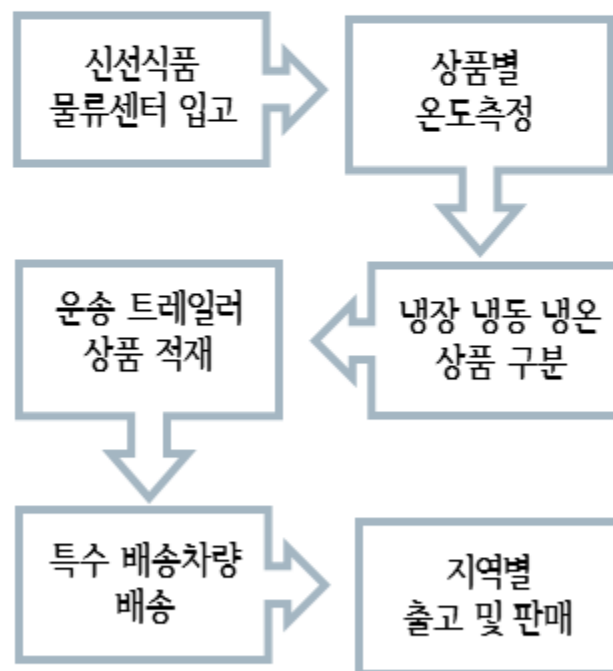 신선식품
물류센터 입고
상품별
온도측정
냉장 냉동 냉온
상품 구분
운송 트레일러
상품 적재
특수 배송차량
배송
지역별
출고 및 판매